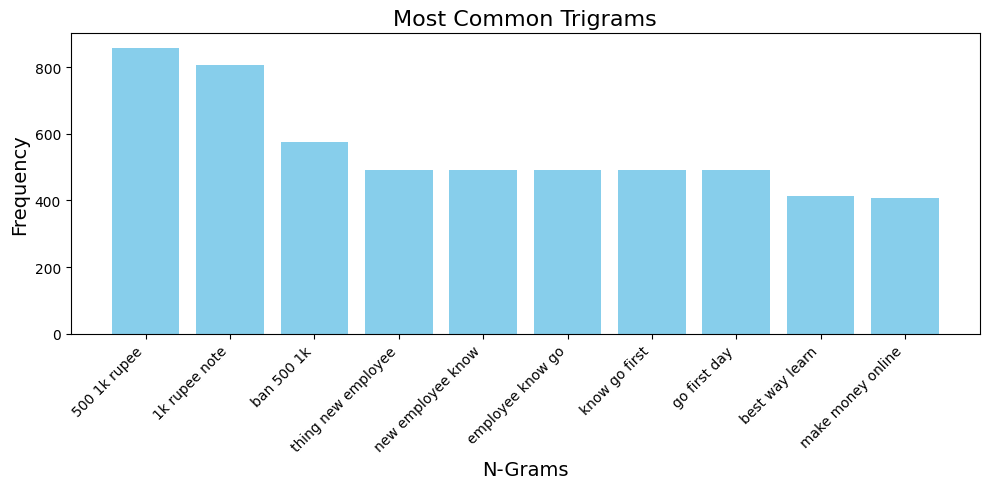 Most Common Trigrams
Frequency
800
600
400
200
0
500 1k rupee
1k rupee note
ban 500 1k
thing new employee
new employee know
employee know go
know go first
go first day
best way learn
make money online
N-Grams